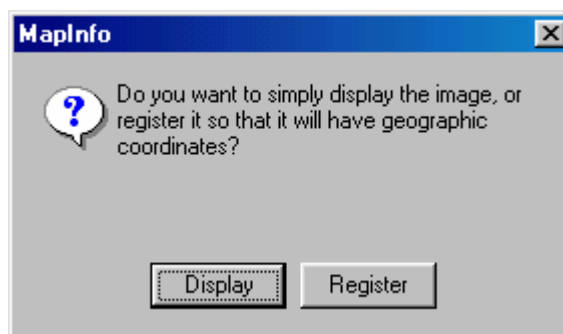 MapInfo
Do you want to simply display the image, or
register it so that it will have geographic
coordinates?
Display
Register